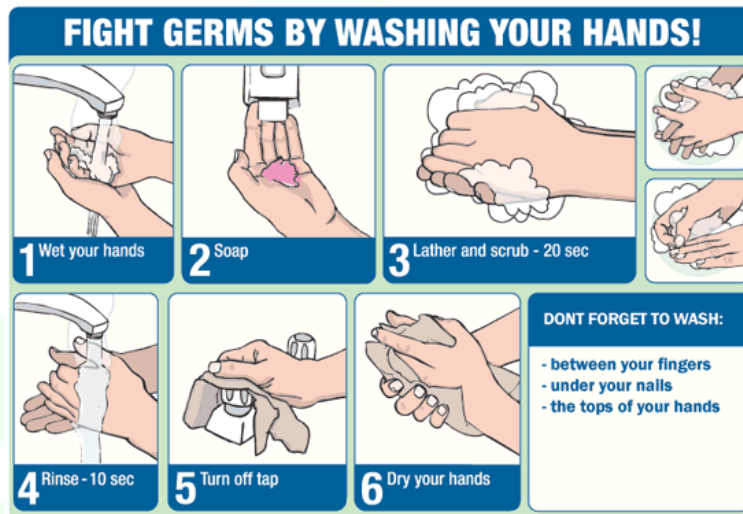 FIGHT GERMS BY WASHING YOUR HANDS!
1 Wet your hands
2 Soap
3 Lather and scrub - 20 sec
4 Rinse - 10 sec
5 Turn off tap
6 Dry your hands
DONT FORGET TO WASH:
- between your fingers
- under your nails
- the tops of your hands